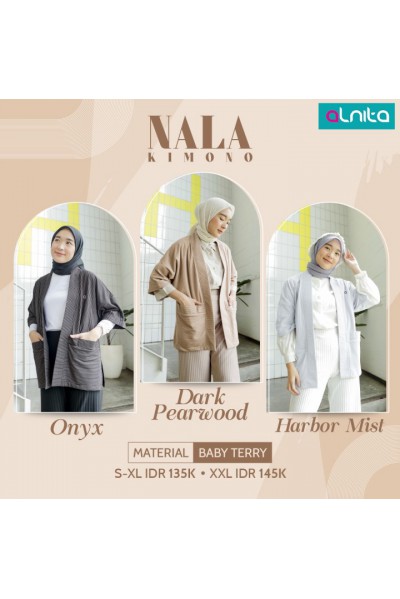 alnita
NALA
KIMONO
Onyx
Dark
Pearwood
Harbor Mist
MATERIAL BABY TERRY
S-XL IDR 135K • XXL IDR 145K